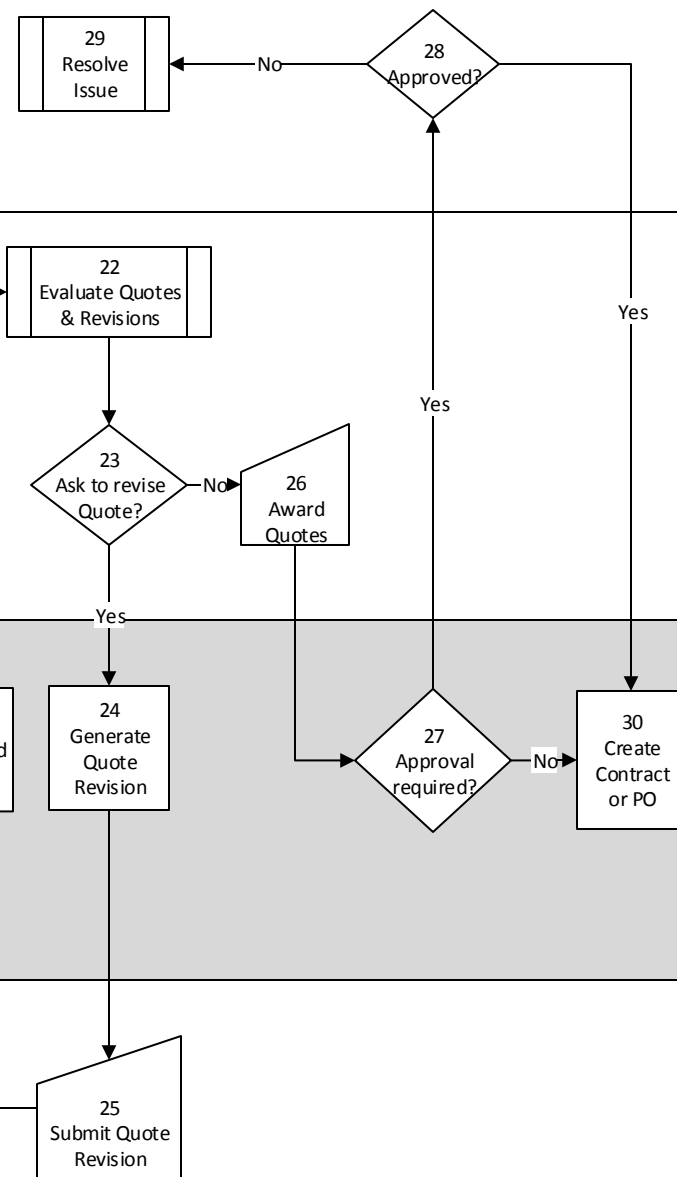 29
Resolve
Issue
No
28
Approved?
22
Evaluate Quotes
& Revisions
Yes
Yes
23
Ask to revise
Quote?
No
26
Award
Quotes
Yes
d
24
Generate
Quote
Revision
27
Approval
required?
No
30
Create
Contract
or PO
25
Submit Quote
Revision